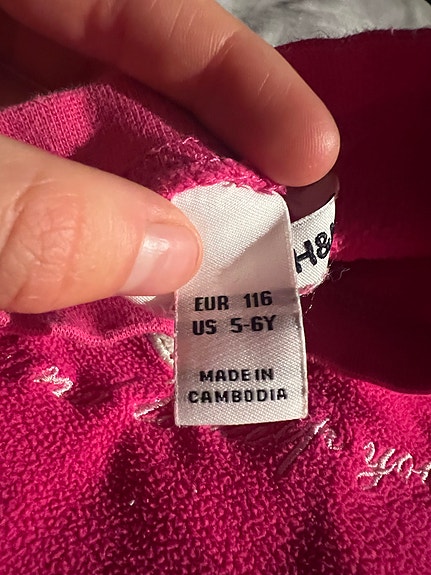 H&
EUR 116
US 5-6Y
MADE IN
CAMBODIA